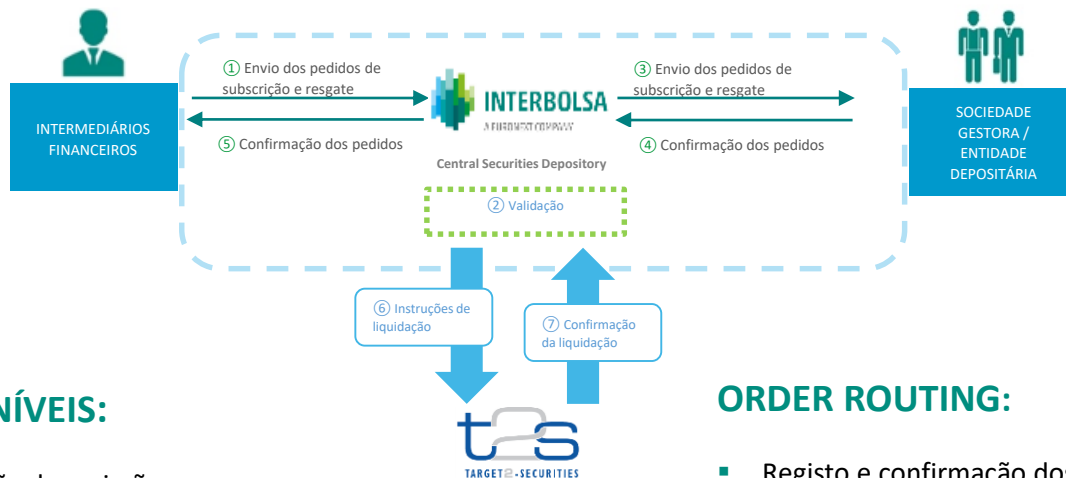 ① Envio dos pedidos de
subscrição e resgate
③ Envio dos pedidos de
subscrição e resgate
INTERMEDIÁRIOS
FINANCEIROS
INTERBOLSA
A EURONEXT COMPANY
SOCIEDADE
GESTORA /
ENTIDADE
DEPOSITÁRIA
⑤ Confirmação dos pedidos
④ Confirmação dos pedidos
Central Securities Depository
② Validação
⑥ Instruções de
liquidação
⑦ Confirmação
da liquidação
NÍVEIS:
ORDER ROUTING:
t2s
TARGET2-SECURITIES
Registo e confirmação dos